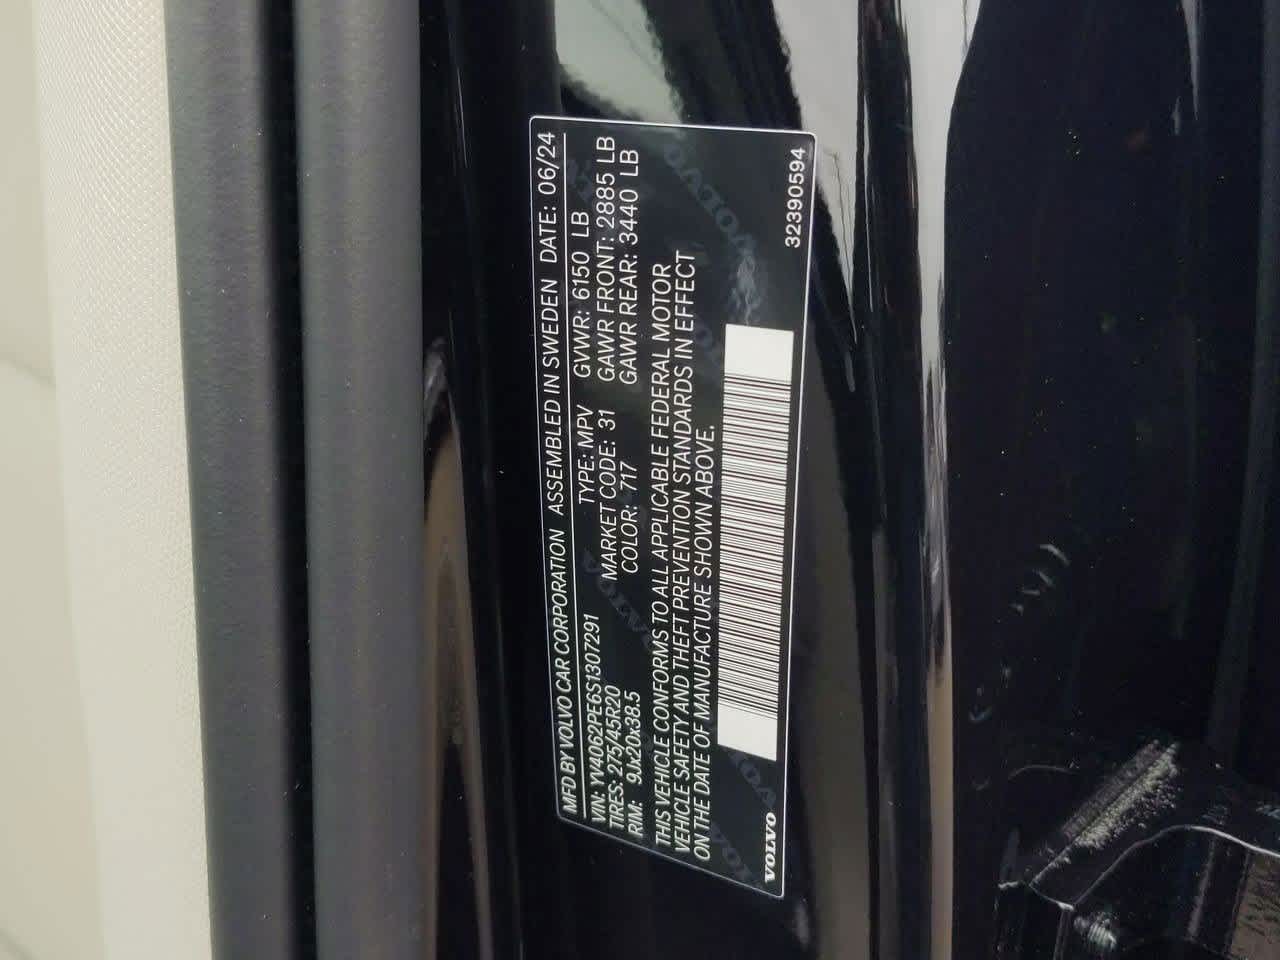 MFD BY VOLVO CAR CORPORATION ASSEMBLED IN SWEDEN DATE: 06/24
VIN: YV4062PE6S1307291 TYPE: MPV GVWR: 6150 LB
TIRES: 275/45R20 MARKET CODE: 31 GAWR FRONT: 2885 LB
RIM: 9Jx20x38.5 COLOR: 717 GAWR REAR: 3440 LB
THIS VEHICLE CONFORMS TO ALL APPLICABLE FEDERAL MOTOR
VEHICLE SAFETY AND THEFT PREVENTION STANDARDS IN EFFECT
ON THE DATE OF MANUFACTURE SHOWN ABOVE.
VOLVO 32390594